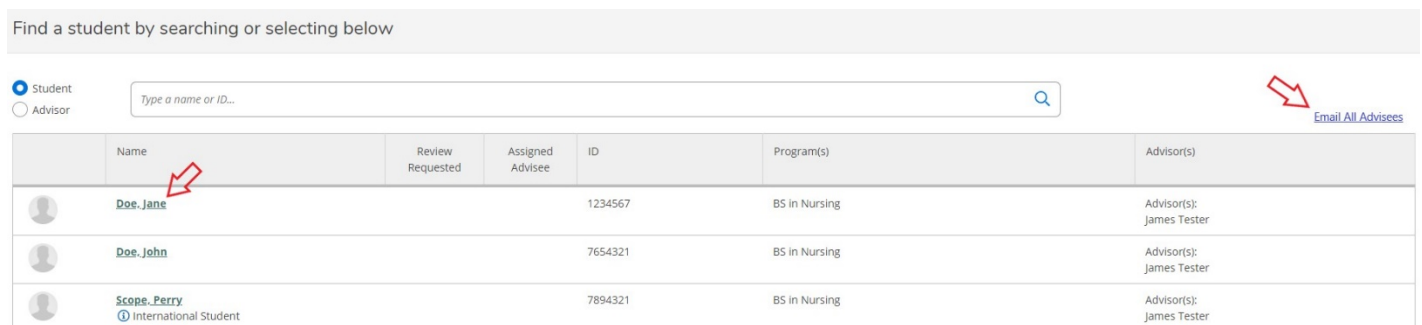 Find a student by searching or selecting below
Student
Advisor
Type a name or ID...
Email All Advisees
Name
Review
Requested
Assigned
Advisee
ID
Program(s)
Advisor(s)
Doe, Jane
1234567
BS in Nursing
Advisor(s):
James Tester
Doe, John
7654321
BS in Nursing
Advisor(s):
James Tester
Scope, Perry
International Student
7894321
BS in Nursing
Advisor(s):
James Tester